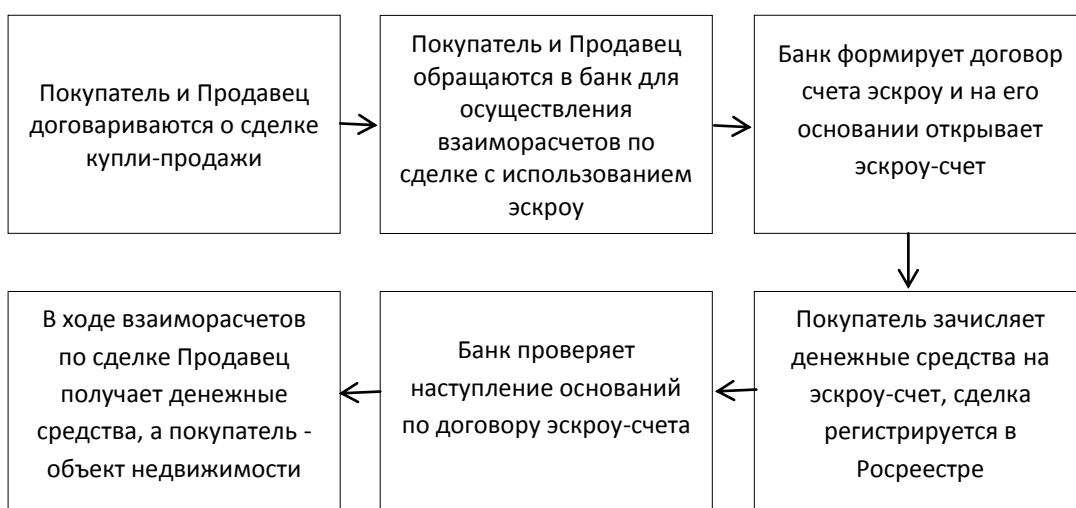 Покупатель и Продавец
договариваются о сделке
купли-продажи
Покупатель и Продавец
обращаются в банк для
осуществления
взаиморасчетов по
сделке с использованием
эскроу
Банк формирует договор
счета эскроу и на его
основании открывает
эскроу-счет
Покупатель зачисляет
денежные средства на
эскроу-счет, сделка
регистрируется в
Росреестре
Банк проверяет
наступление оснований
по договору эскроу-счета
В ходе взаиморасчетов
по сделке Продавец
получает денежные
средства, а покупатель -
объект недвижимости